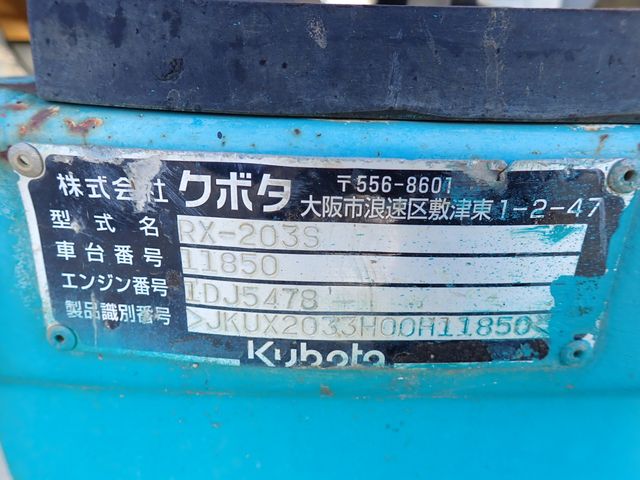 株式会社 クボタ 〒556-8601
大阪市浪速区敷津東1-2-47
型式名 RX-203S
車台番号 11850
エンジン番号 1DJ5478
製品識別番号 >JKUX2033H00H11850<
Kubota